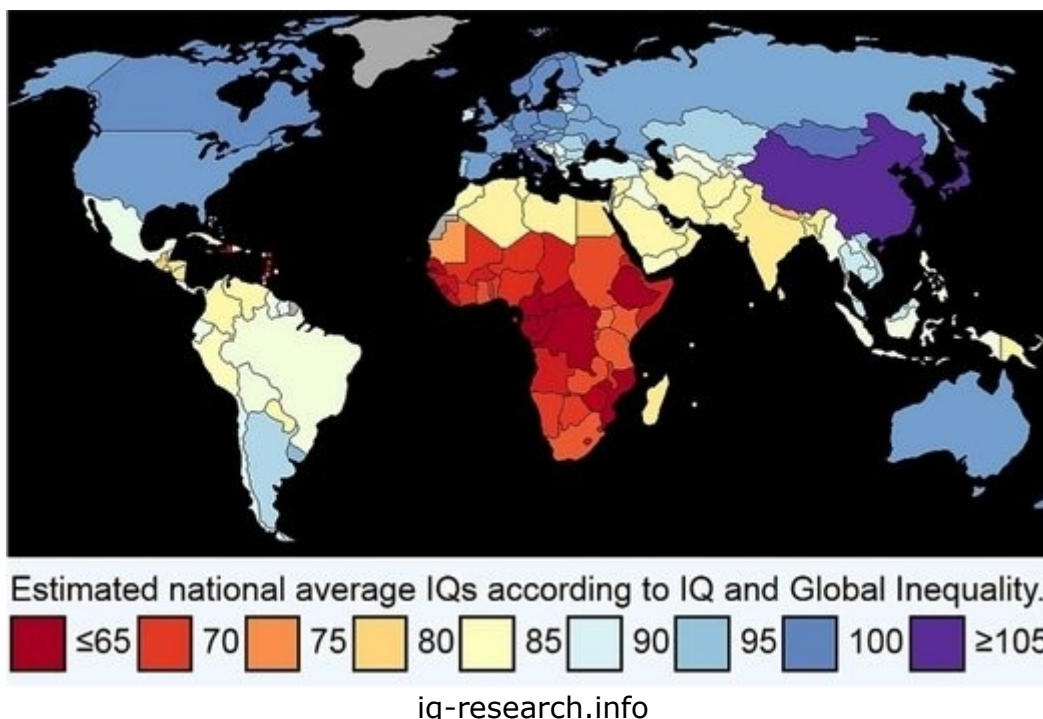 Estimated national average IQs according to IQ and Global Inequality.
≤65 70 75 80 85 90 95 100 ≥105
iq-research.info